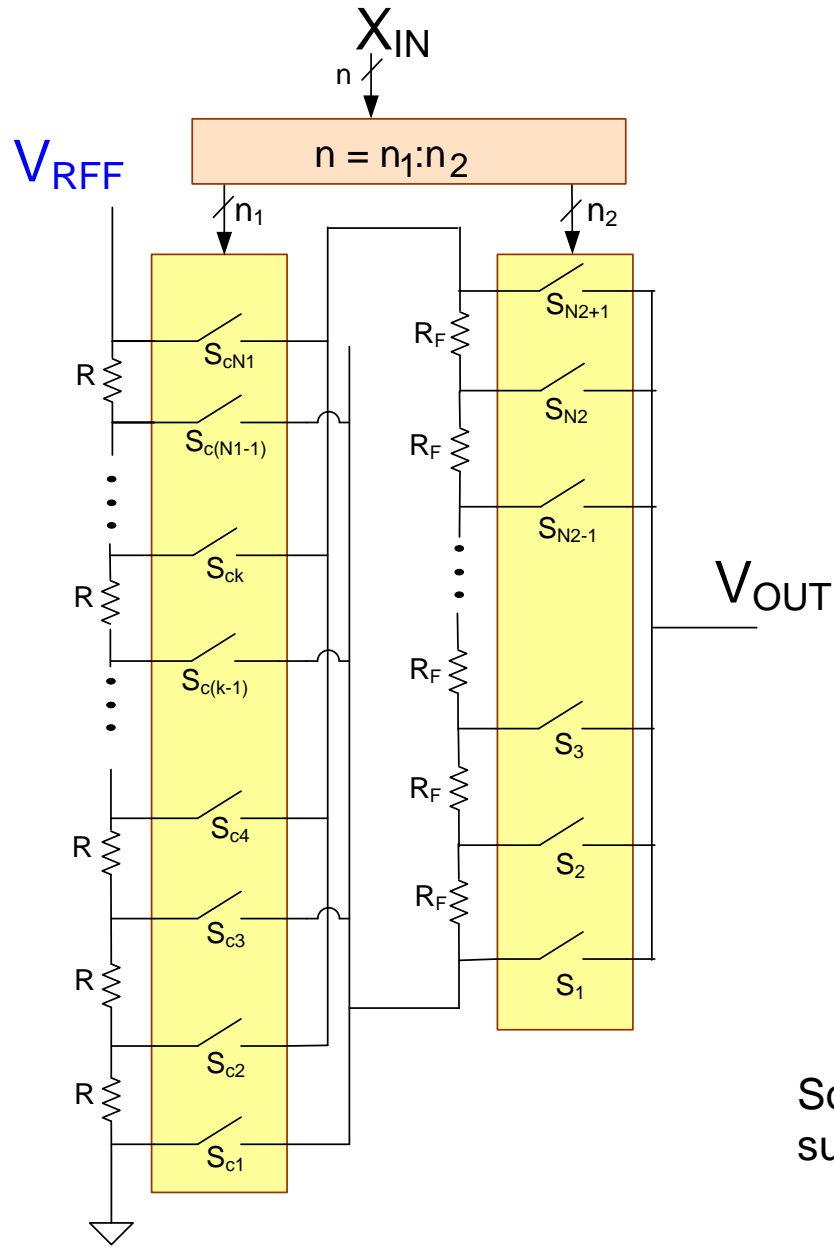 X_IN
n
n = n1:n2
V_RFF
n1
n2
S_cN1
S_c(N1-1)
S_ck
S_c(k-1)
S_c4
S_c3
S_c2
S_c1
R
R
R
R
R
R_F
R_F
R_F
R_F
R_F
S_N2+1
S_N2
S_N2-1
S_3
S_2
S_1
V_OUT